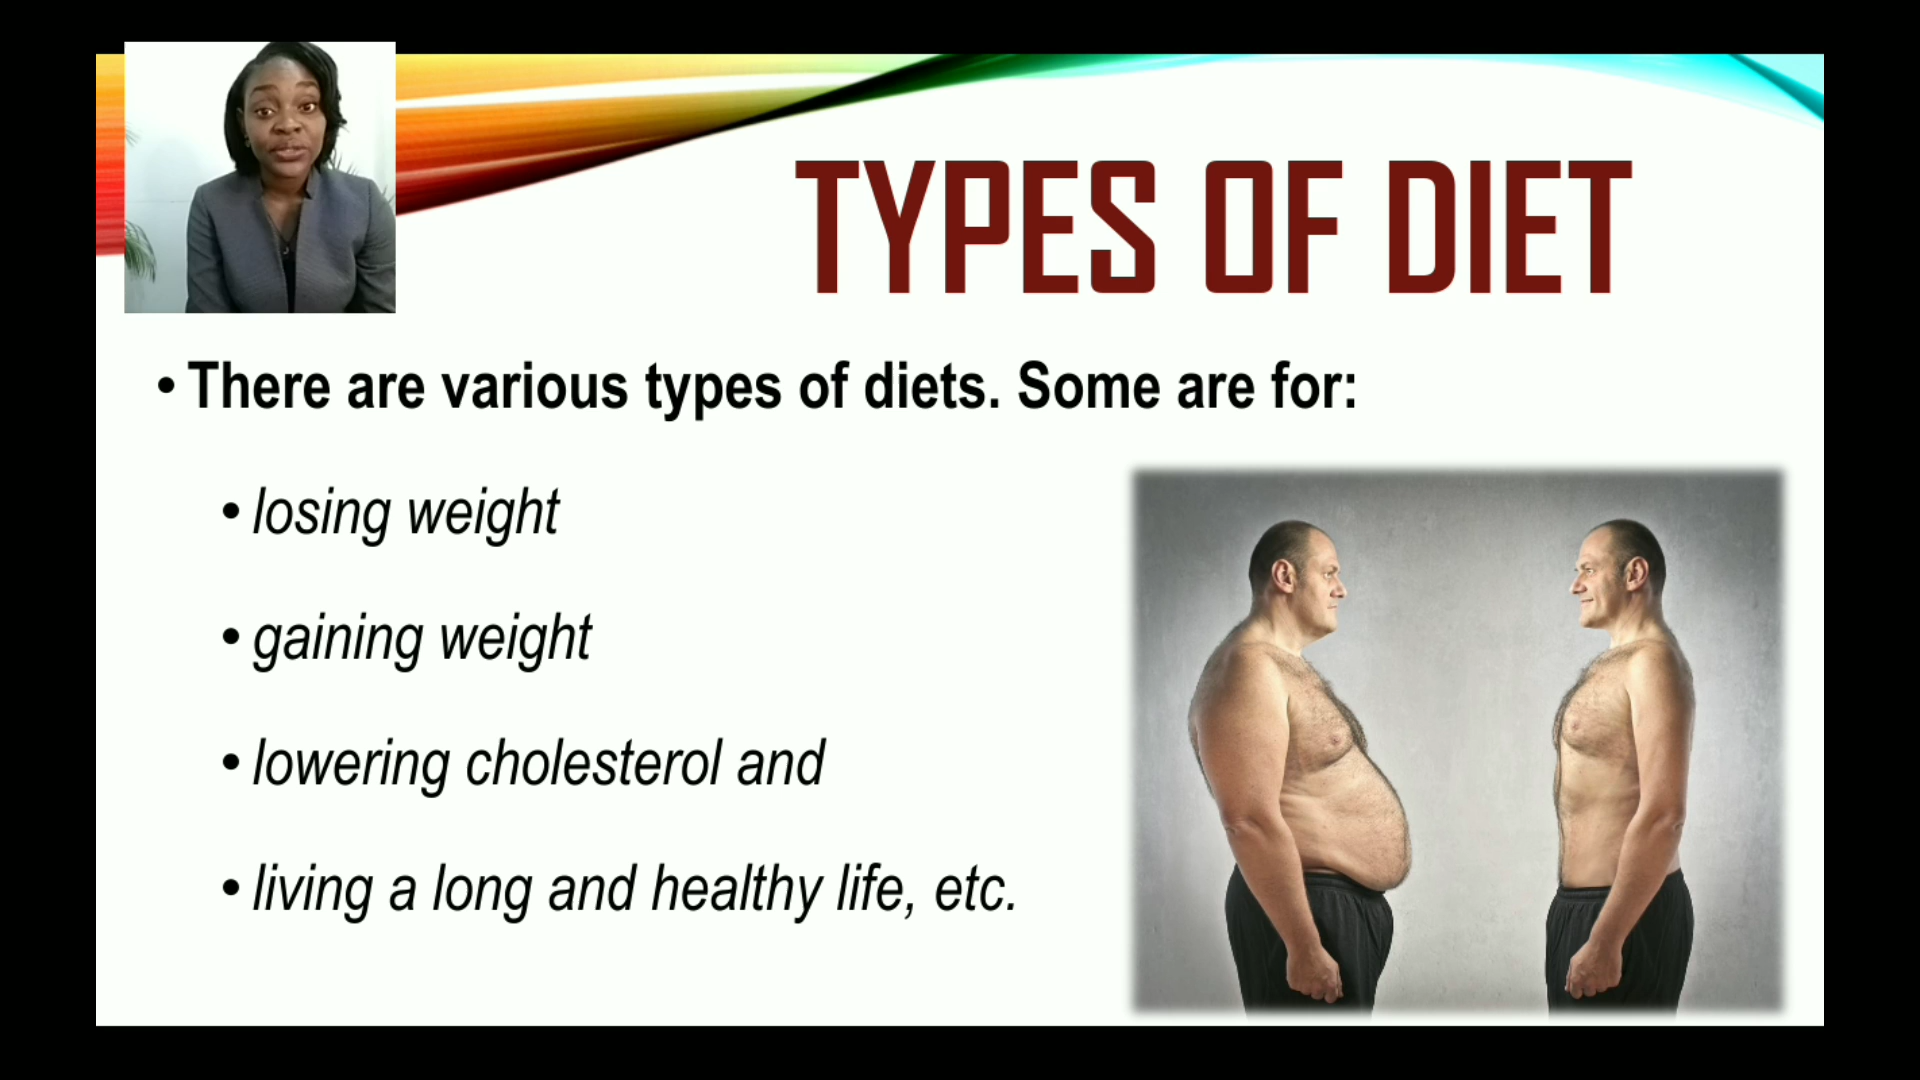 TYPES OF DIET
• There are various types of diets. Some are for:
• losing weight
• gaining weight
• lowering cholesterol and
• living a long and healthy life, etc.